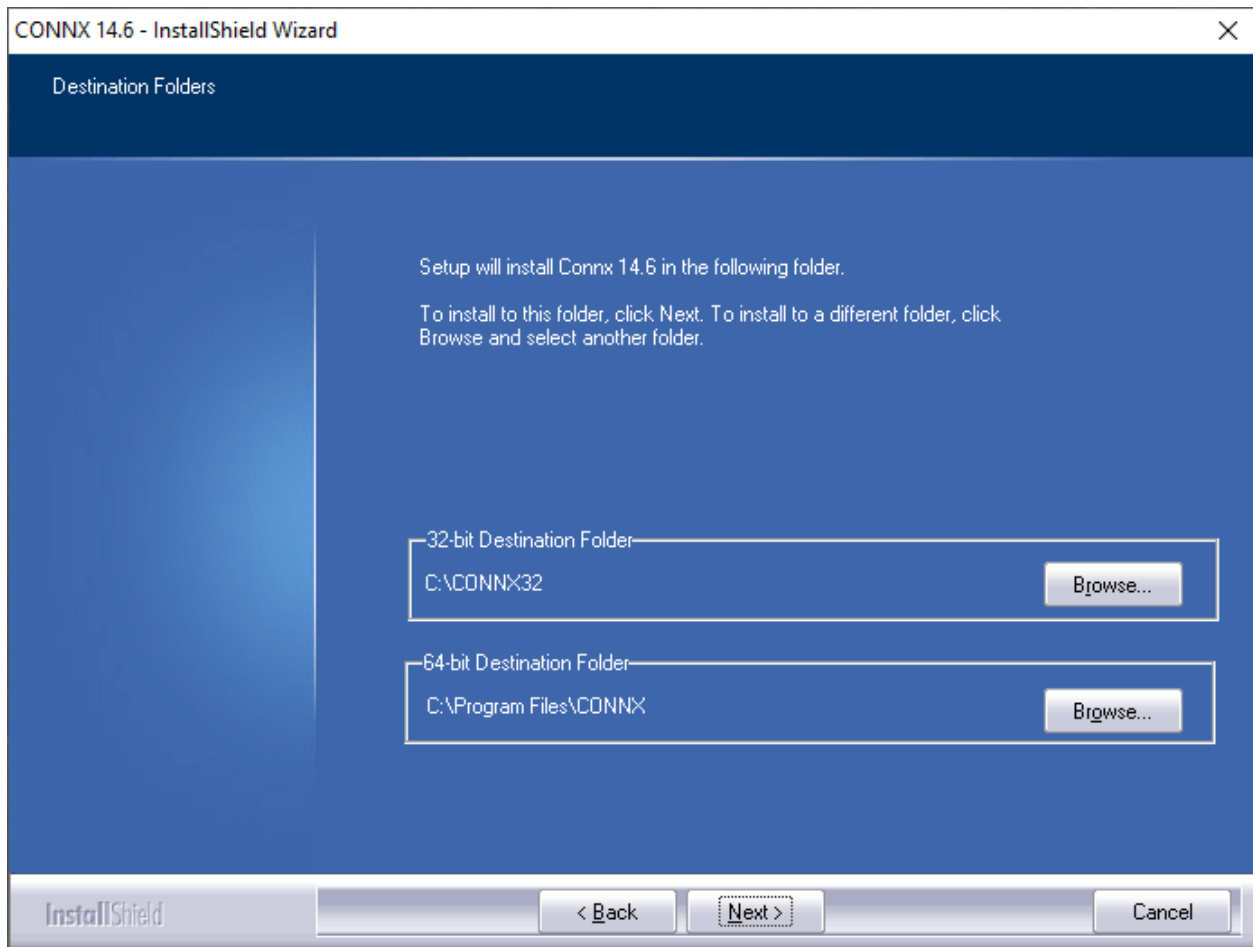 CONNX 14.6 - InstallShield Wizard
Destination Folders
Setup will install Connx 14.6 in the following folder.
To install to this folder, click Next. To install to a different folder, click
Browse and select another folder.
32-bit Destination Folder
C:\CONNX32
Browse...
64-bit Destination Folder
C:\Program Files\CONNX
Browse...
InstallShield
< Back
Next >
Cancel